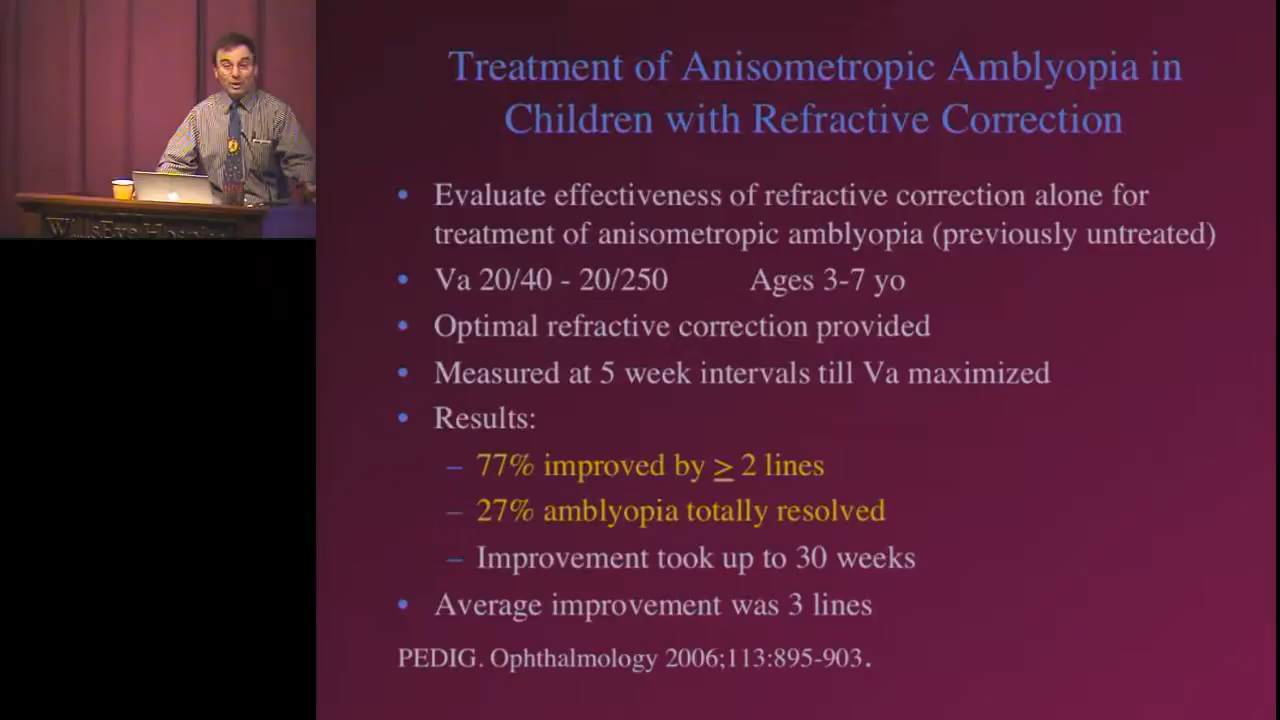 Treatment of Anisometropic Amblyopia in
Children with Refractive Correction
• Evaluate effectiveness of refractive correction alone for
treatment of anisometropic amblyopia (previously untreated)
• Va 20/40 - 20/250 Ages 3-7 yo
• Optimal refractive correction provided
• Measured at 5 week intervals till Va maximized
• Results:
– 77% improved by ≥ 2 lines
– 27% amblyopia totally resolved
– Improvement took up to 30 weeks
• Average improvement was 3 lines
PEDIG. Ophthalmology 2006;113:895-903.
Wills Eye Hospital